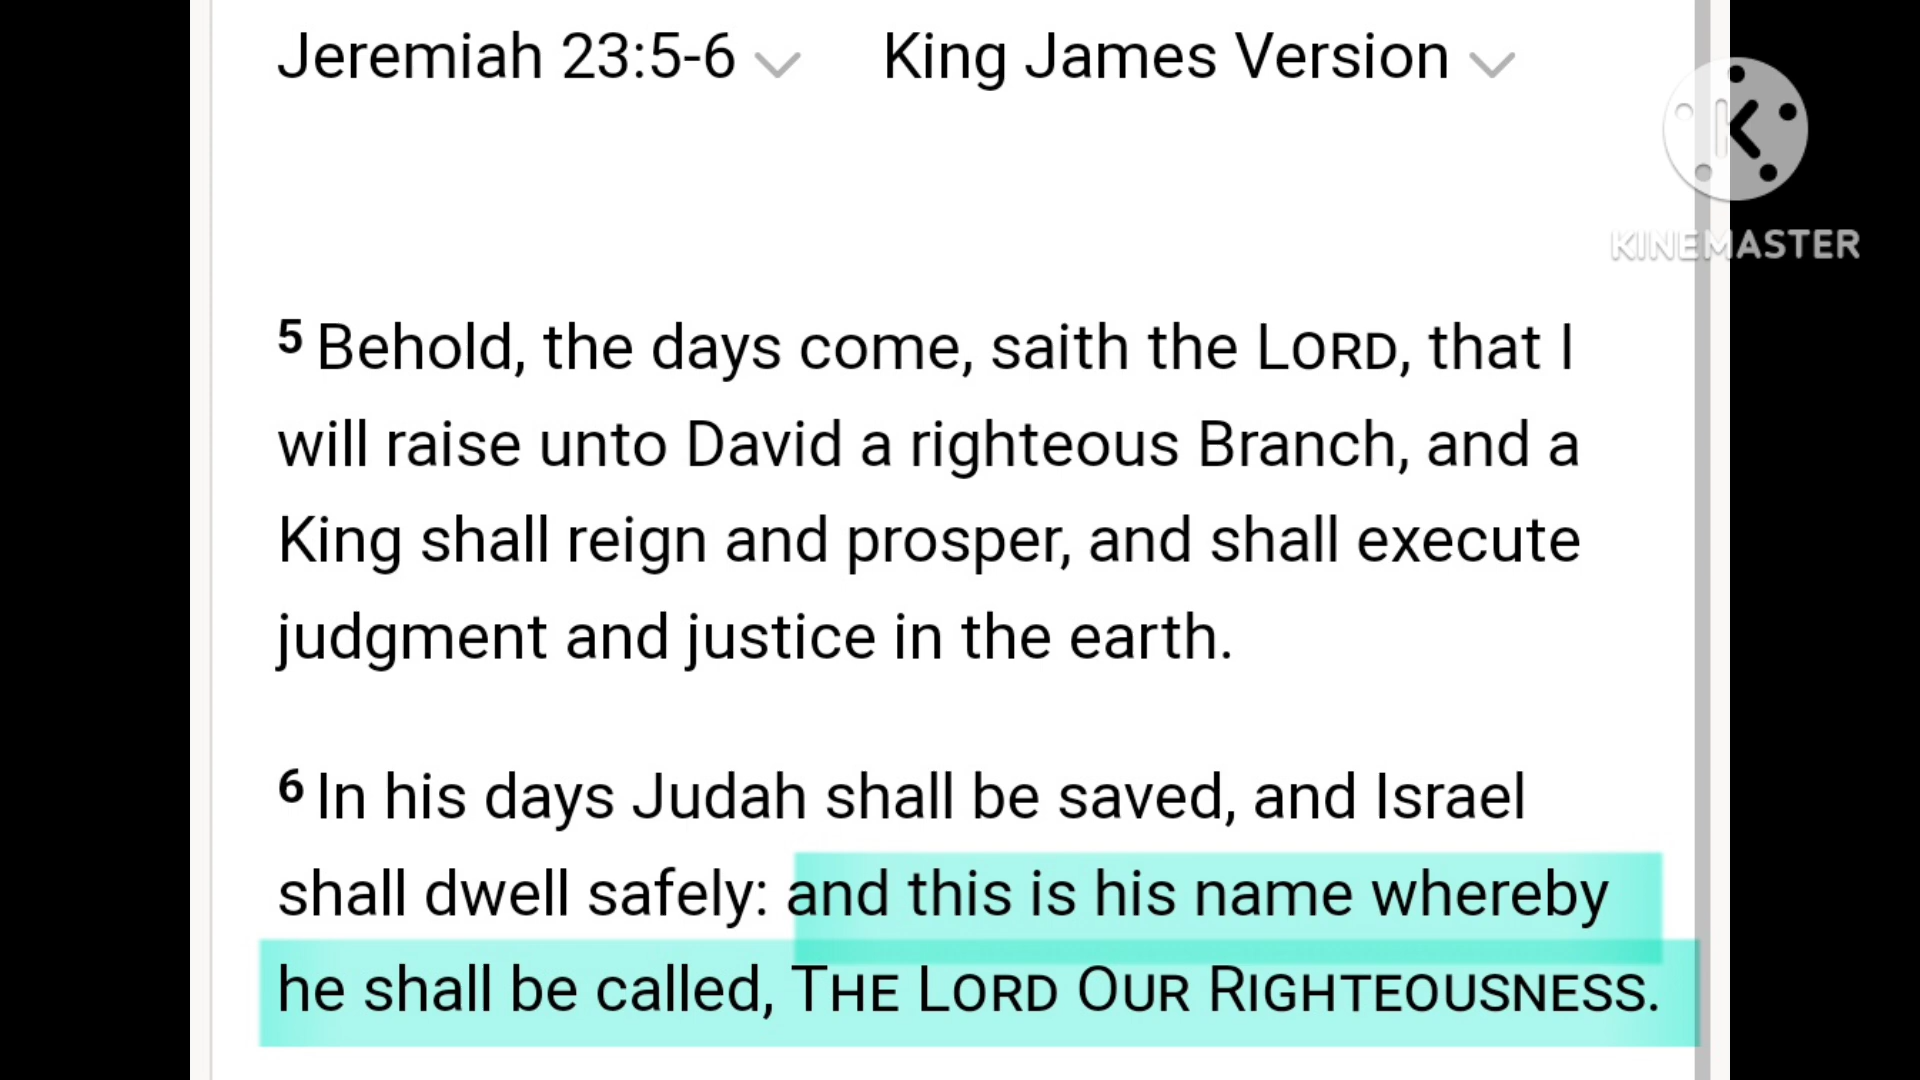 Jeremiah 23:5-6 King James Version
K
KINEMASTER
5 Behold, the days come, saith the LORD, that I
will raise unto David a righteous Branch, and a
King shall reign and prosper, and shall execute
judgment and justice in the earth.
6 In his days Judah shall be saved, and Israel
shall dwell safely: and this is his name whereby
he shall be called, THE LORD OUR RIGHTEOUSNESS.